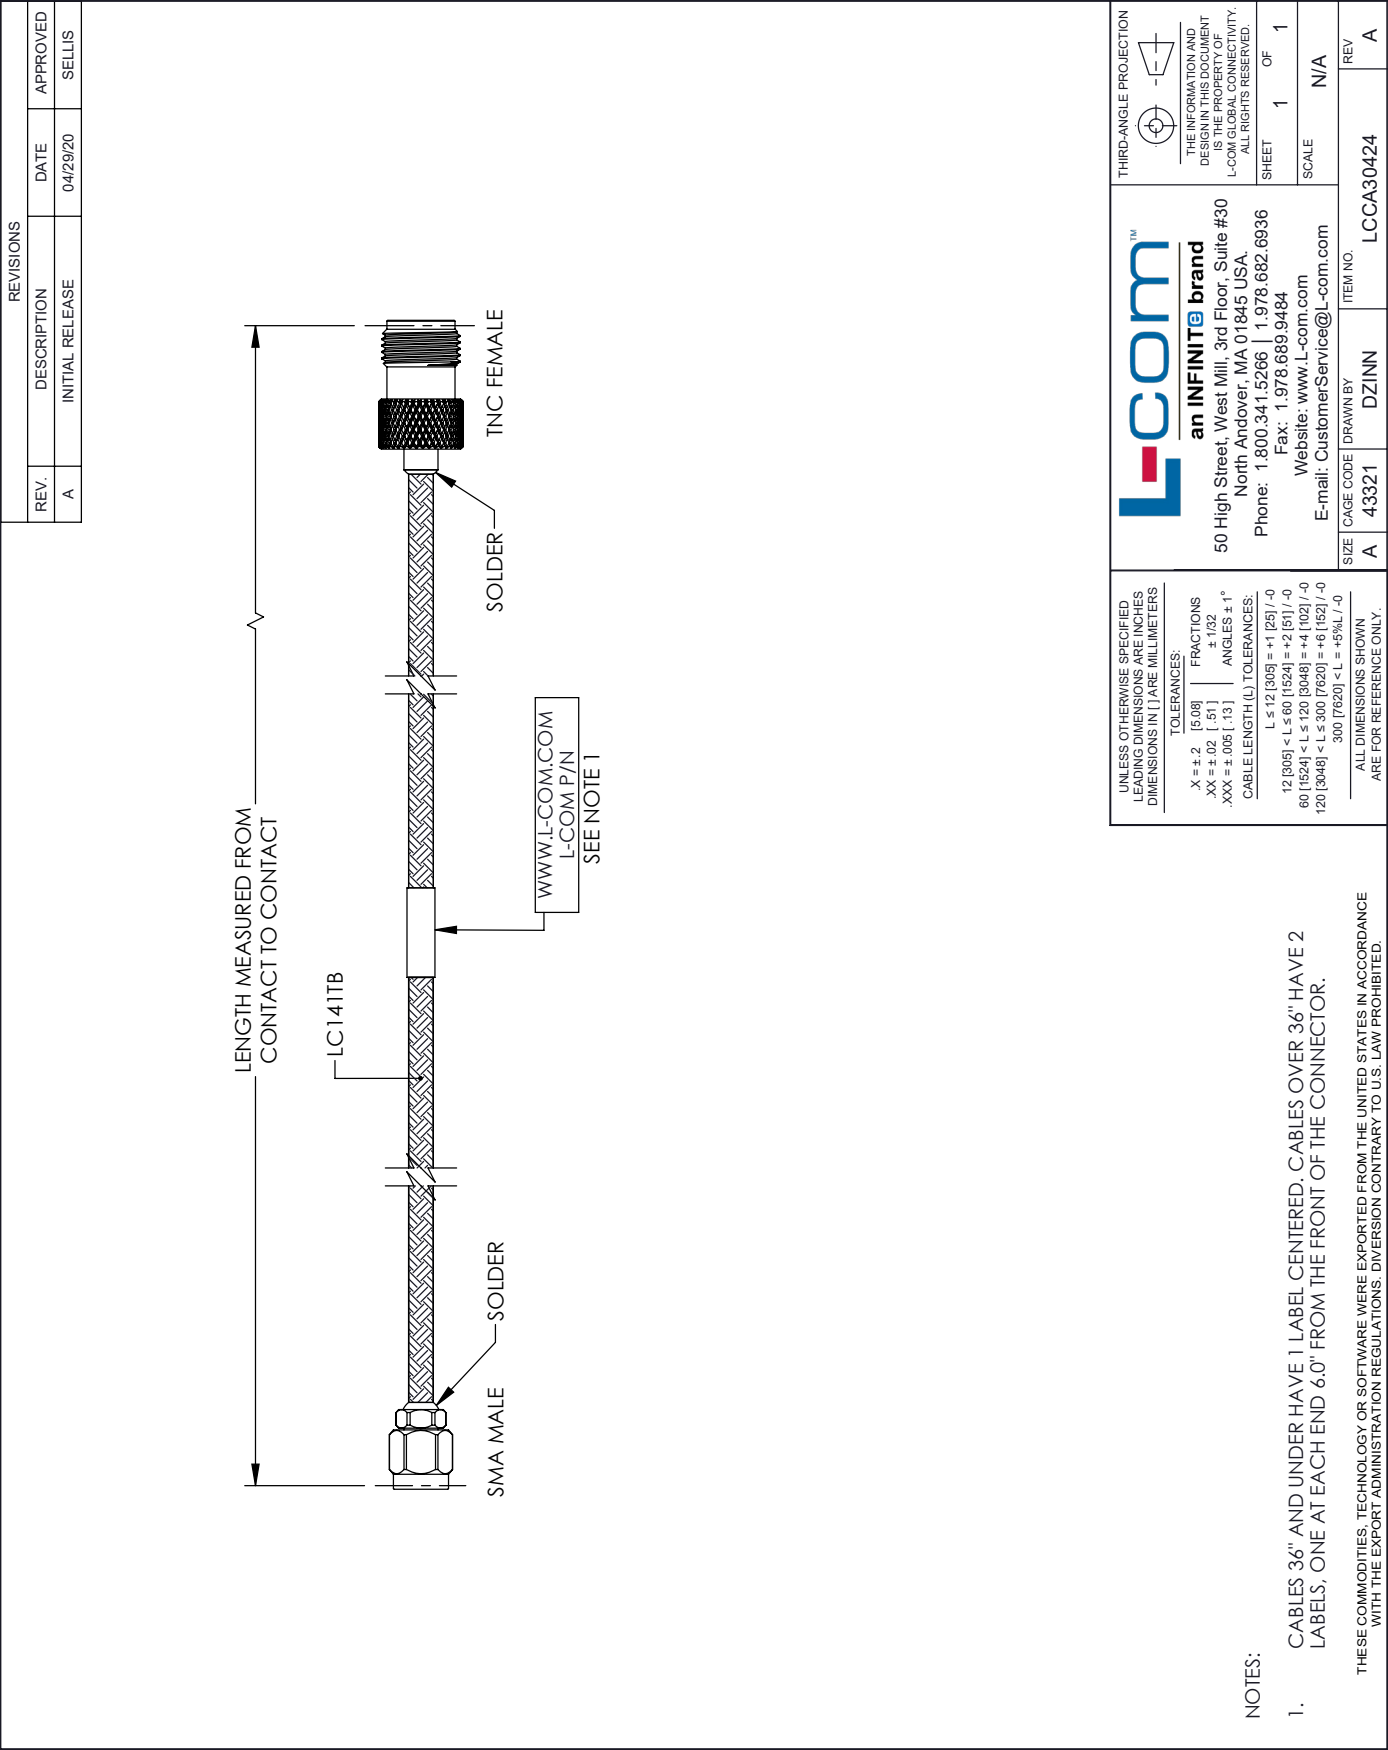 REVISIONS
REV. DESCRIPTION DATE APPROVED
A INITIAL RELEASE 04/29/20 SELLIS
LENGTH MEASURED FROM
CONTACT TO CONTACT
LC141TB
SMA MALE
SOLDER
SOLDER
TNC FEMALE
WWW.L-COM.COM
L-COM P/N
SEE NOTE 1
NOTES:
1. CABLES 36" AND UNDER HAVE 1 LABEL CENTERED. CABLES OVER 36" HAVE 2
LABELS, ONE AT EACH END 6.0" FROM THE FRONT OF THE CONNECTOR.
THESE COMMODITIES, TECHNOLOGY OR SOFTWARE WERE EXPORTED FROM THE UNITED STATES IN ACCORDANCE
WITH THE EXPORT ADMINISTRATION REGULATIONS. DIVERSION CONTRARY TO U.S. LAW PROHIBITED.
UNLESS OTHERWISE SPECIFIED
LEADING DIMENSIONS ARE INCHES
DIMENSIONS IN [ ] ARE MILLIMETERS
TOLERANCES:
.X = ± .2 [5.08] FRACTIONS
.XX = ± .02 [ .51 ] ± 1/32
.XXX = ± .005 [ .13 ] ANGLES ± 1°
CABLE LENGTH (L) TOLERANCES:
L ≤ 12 [305] = +1 [25] / -0
12 [305] < L ≤ 60 [1524] = +2 [51] / -0
60 [1524] < L ≤ 120 [3048] = +4 [102] / -0
120 [3048] < L ≤ 300 [7620] = +6 [152] / -0
300 [7620] < L = +5%L / -0
ALL DIMENSIONS SHOWN
ARE FOR REFERENCE ONLY.
L-com™
an INFINITe brand
50 High Street, West Mill, 3rd Floor, Suite #30
North Andover, MA 01845 USA.
Phone: 1.800.341.5266 | 1.978.682.6936
Fax: 1.978.689.9484
Website: www.L-com.com
E-mail: CustomerService@L-com.com
THIRD-ANGLE PROJECTION
THE INFORMATION AND
DESIGN IN THIS DOCUMENT
IS THE PROPERTY OF
L-COM GLOBAL CONNECTIVITY.
ALL RIGHTS RESERVED.
SHEET 1 OF 1
SCALE N/A
SIZE A
CAGE CODE 43321
DRAWN BY DZINN
ITEM NO. LCCA30424
REV A